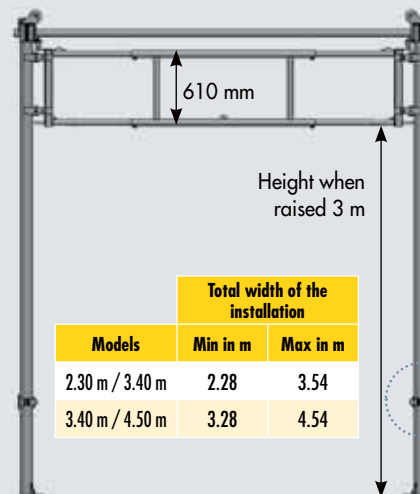 610 mm
Height when
raised 3 m
Total width of the
installation
Models Min in m Max in m
2.30 m / 3.40 m 2.28 3.54
3.40 m / 4.50 m 3.28 4.54